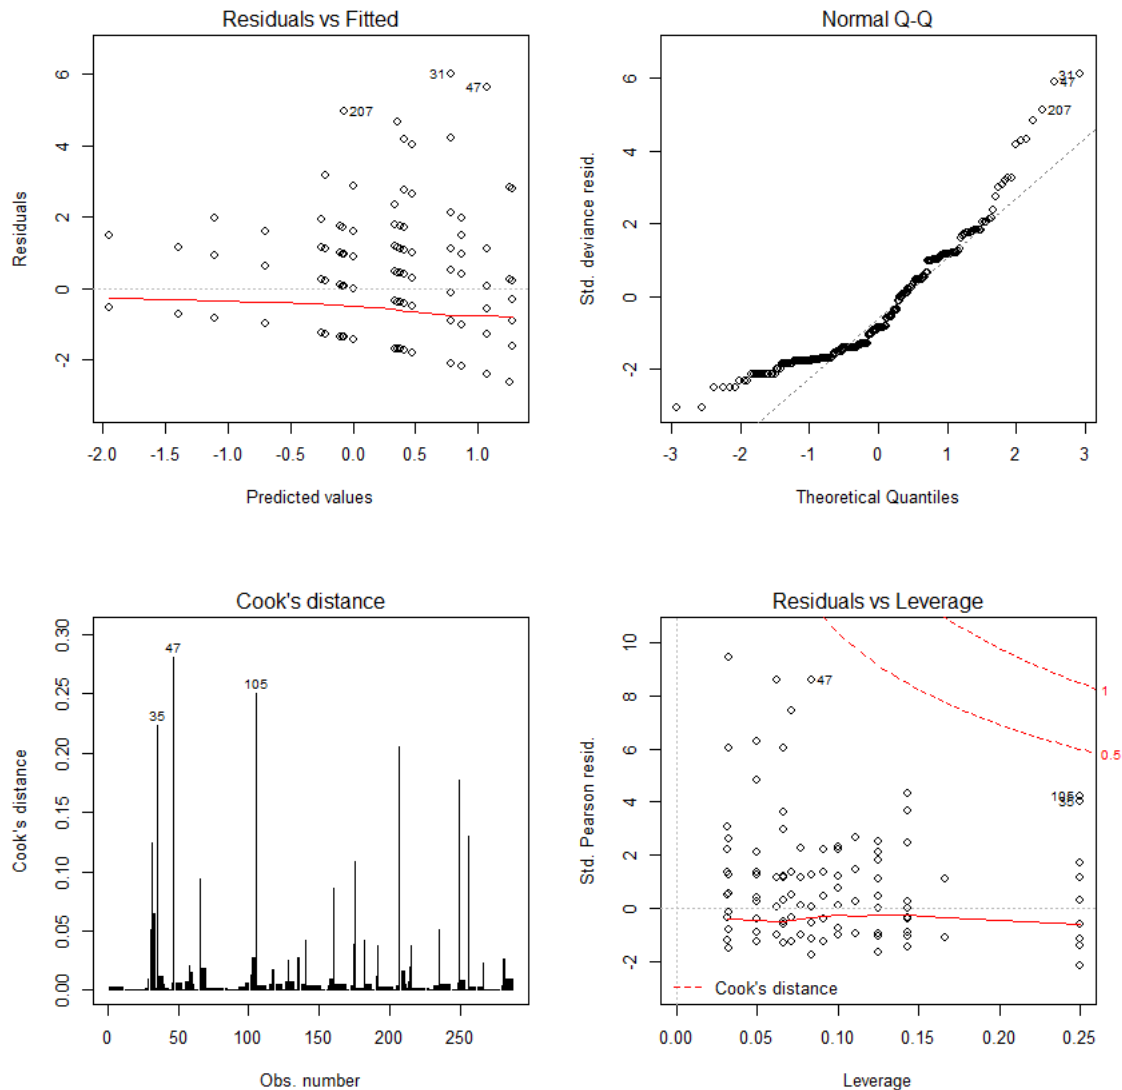 Residuals vs Fitted
Residuals
6
4
2
0
-2
31
47
207
-2.0 -1.5 -1.0 -0.5 0.0 0.5 1.0
Predicted values
Normal Q-Q
Std. deviance resid.
6
4
2
0
-2
31
47
207
-3 -2 -1 0 1 2 3
Theoretical Quantiles
Cook's distance
Cook's distance
0.30
0.25
0.20
0.15
0.10
0.05
0.00
47
105
35
0 50 100 150 200 250
Obs. number
Residuals vs Leverage
Std. Pearson resid.
10
8
6
4
2
0
-2
47
1
0.5
105
35
Cook's distance
0.00 0.05 0.10 0.15 0.20 0.25
Leverage